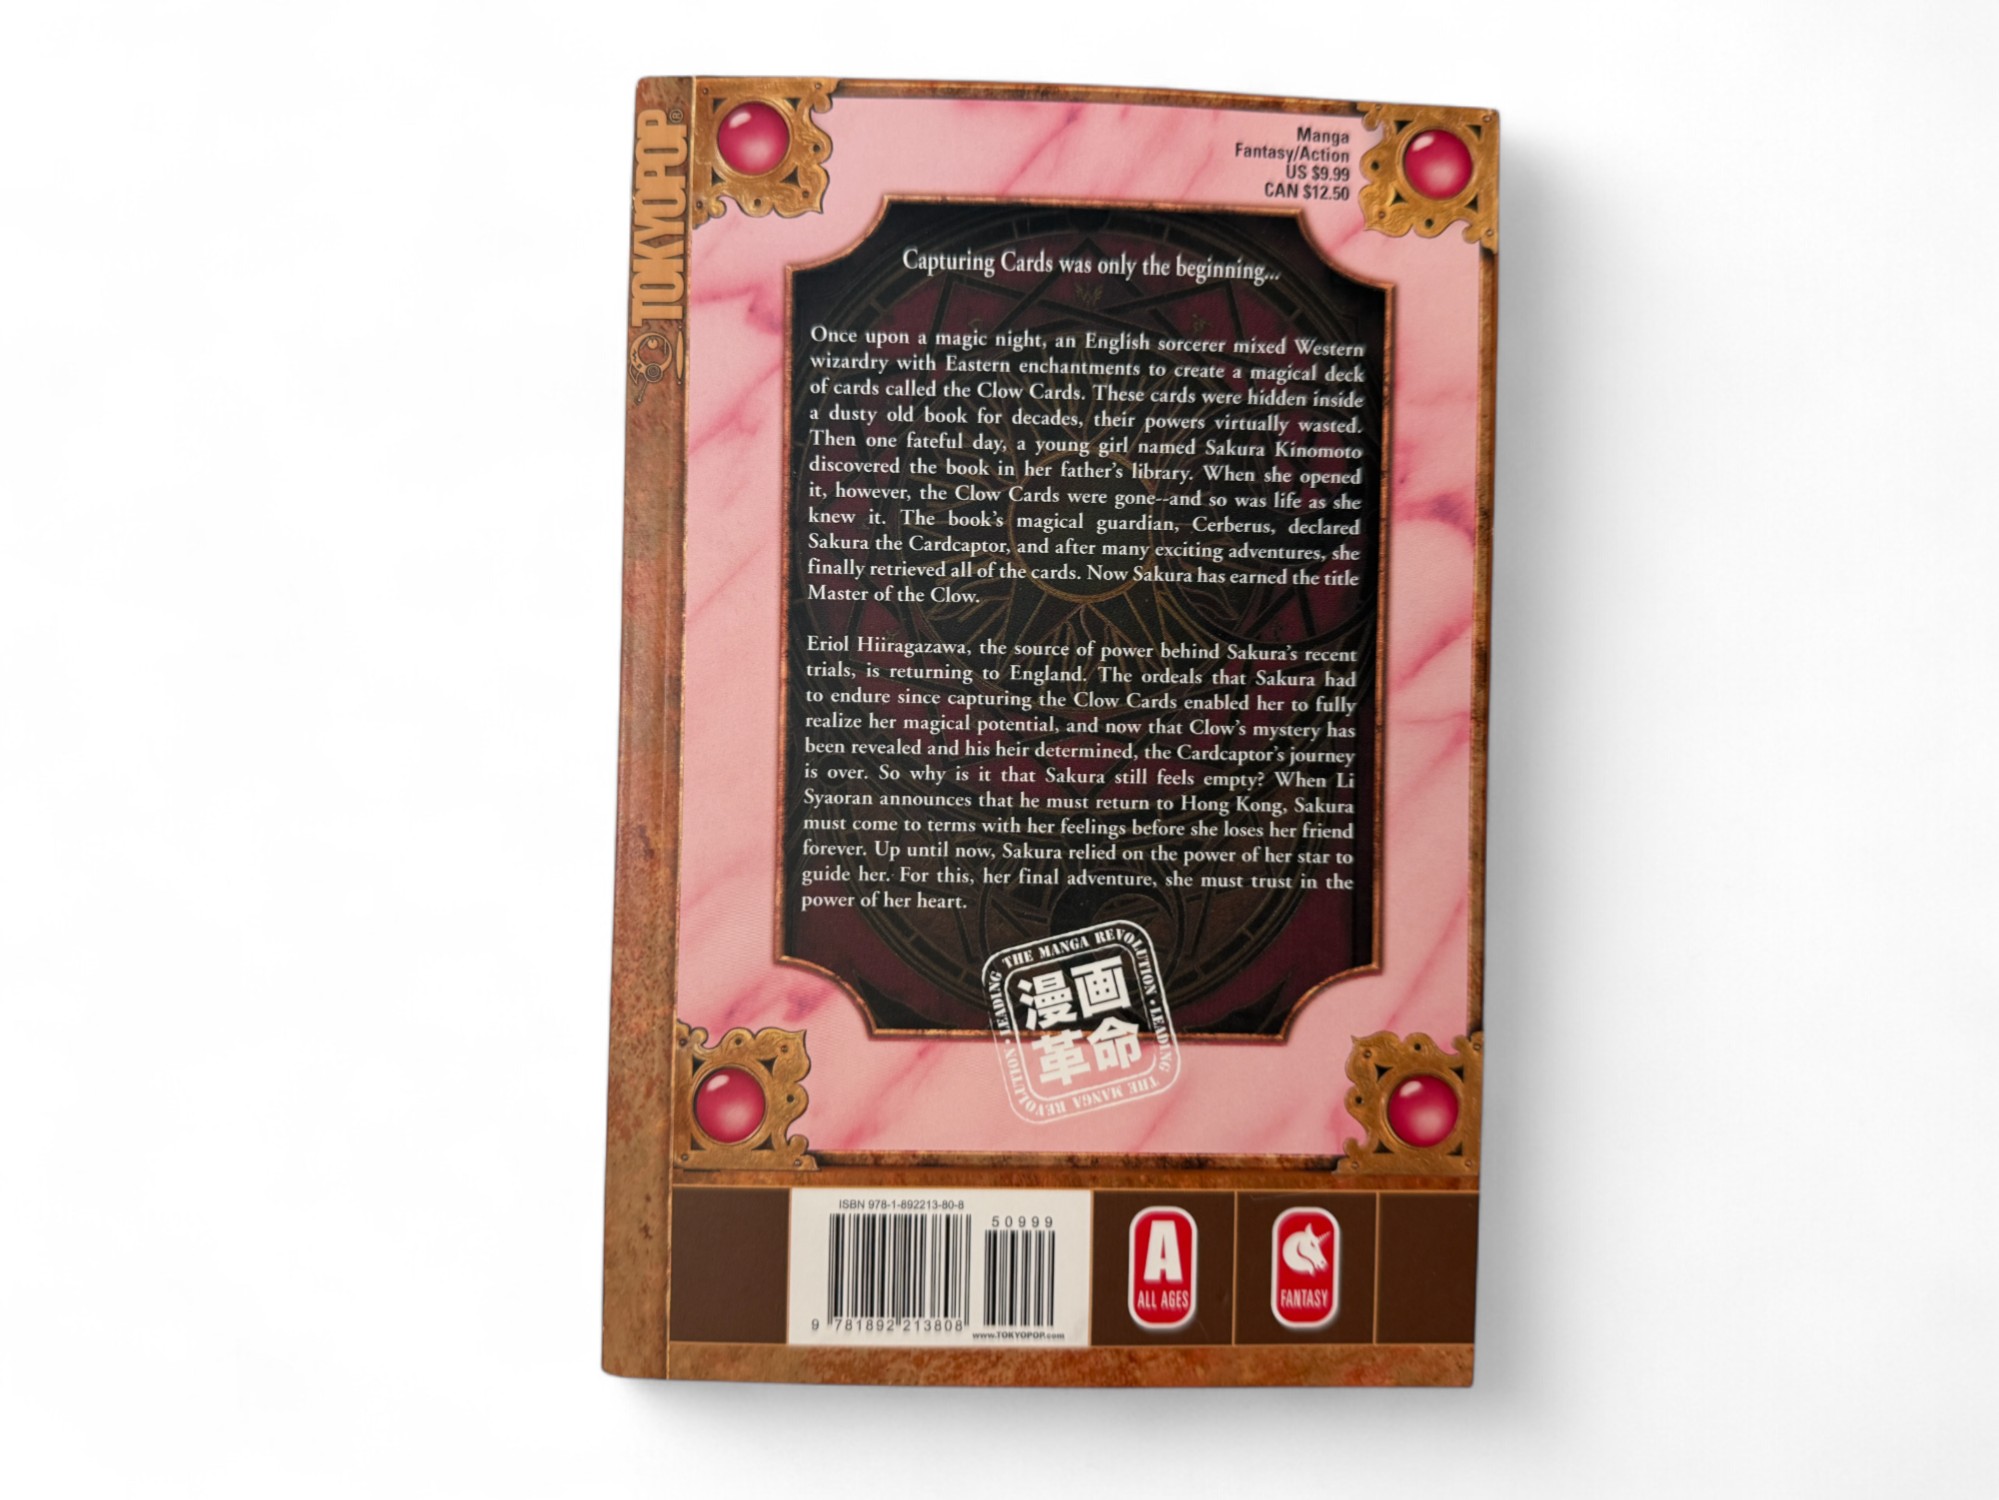 TOKYOPOP®
Manga
Fantasy/Action
US $9.99
CAN $12.50
Capturing Cards was only the beginning...
Once upon a magic night, an English sorcerer mixed Western
wizardry with Eastern enchantments to create a magical deck
of cards called the Clow Cards. These cards were hidden inside
a dusty old book for decades, their powers virtually wasted.
Then one fateful day, a young girl named Sakura Kinomoto
discovered the book in her father's library. When she opened
it, however, the Clow Cards were gone--and so was life as she
knew it. The book's magical guardian, Cerberus, declared
Sakura the Cardcaptor, and after many exciting adventures, she
finally retrieved all of the cards. Now Sakura has earned the title
Master of the Clow.
Eriol Hiiragazawa, the source of power behind Sakura's recent
trials, is returning to England. The ordeals that Sakura had
to endure since capturing the Clow Cards enabled her to fully
realize her magical potential, and now that Clow's mystery has
been revealed and his heir determined, the Cardcaptor's journey
is over. So why is it that Sakura still feels empty? When Li
Syaoran announces that he must return to Hong Kong, Sakura
must come to terms with her feelings before she loses her friend
forever. Up until now, Sakura relied on the power of her star to
guide her. For this, her final adventure, she must trust in the
power of her heart.
LEADING THE MANGA REVOLUTION • LEADING THE MANGA REVOLUTION •
漫画
革命
ISBN 978-1-892213-80-8
50999
9 781892 213808
www.TOKYOPOP.com
A
ALL AGES
FANTASY